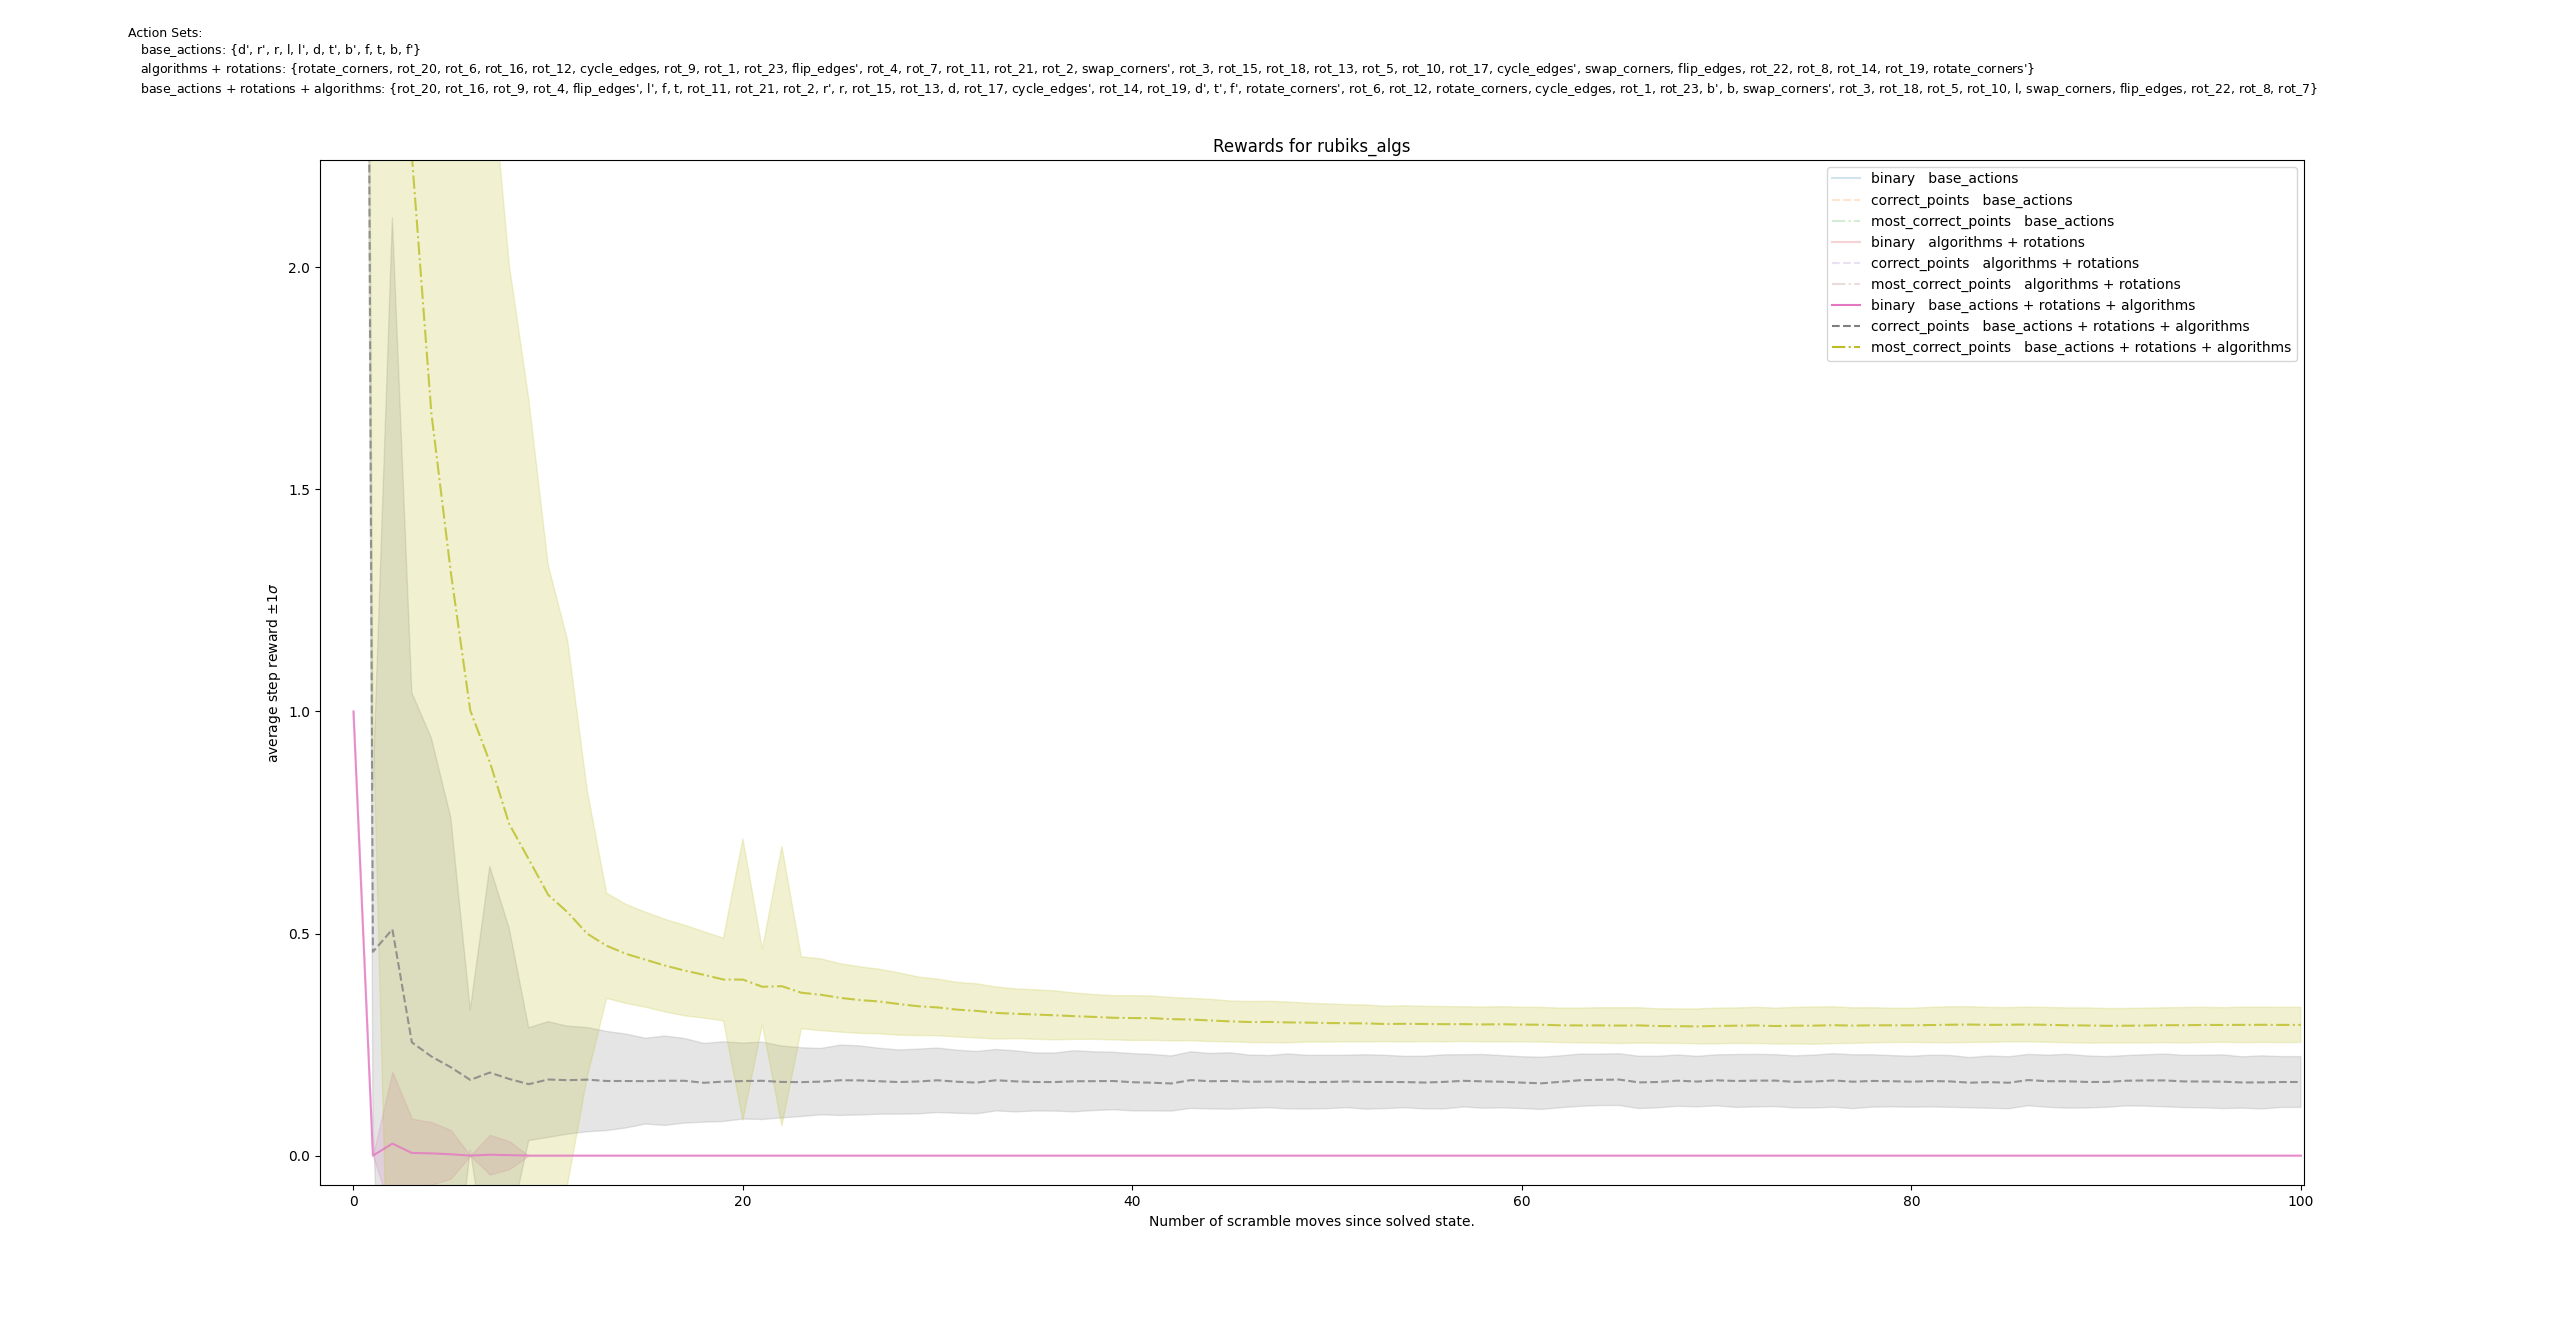 Action Sets:
base_actions: {d', r', r, l, l', d, t', b', f, t, b, f'}
algorithms + rotations: {rotate_corners, rot_20, rot_6, rot_16, rot_12, cycle_edges, rot_9, rot_1, rot_23, flip_edges', rot_4, rot_7, rot_11, rot_21, rot_2, swap_corners', rot_3, rot_15, rot_18, rot_13, rot_5, rot_10, rot_17, cycle_edges', swap_corners, flip_edges, rot_22, rot_8, rot_14, rot_19, rotate_corners'}
base_actions + rotations + algorithms: {rot_20, rot_16, rot_9, rot_4, flip_edges', l', f, t, rot_11, rot_21, rot_2, r', r, rot_15, rot_13, d, rot_17, cycle_edges', rot_14, rot_19, d', t', f', rotate_corners', rot_6, rot_12, rotate_corners, cycle_edges, rot_1, rot_23, b', b, swap_corners', rot_3, rot_18, rot_5, rot_10, l, swap_corners, flip_edges, rot_22, rot_8, rot_7}
Rewards for rubiks_algs
binary base_actions
correct_points base_actions
most_correct_points base_actions
binary algorithms + rotations
correct_points algorithms + rotations
most_correct_points algorithms + rotations
binary base_actions + rotations + algorithms
correct_points base_actions + rotations + algorithms
most_correct_points base_actions + rotations + algorithms
2.0
1.5
1.0
0.5
0.0
average step reward ±1σ
0 20 40 60 80 100
Number of scramble moves since solved state.